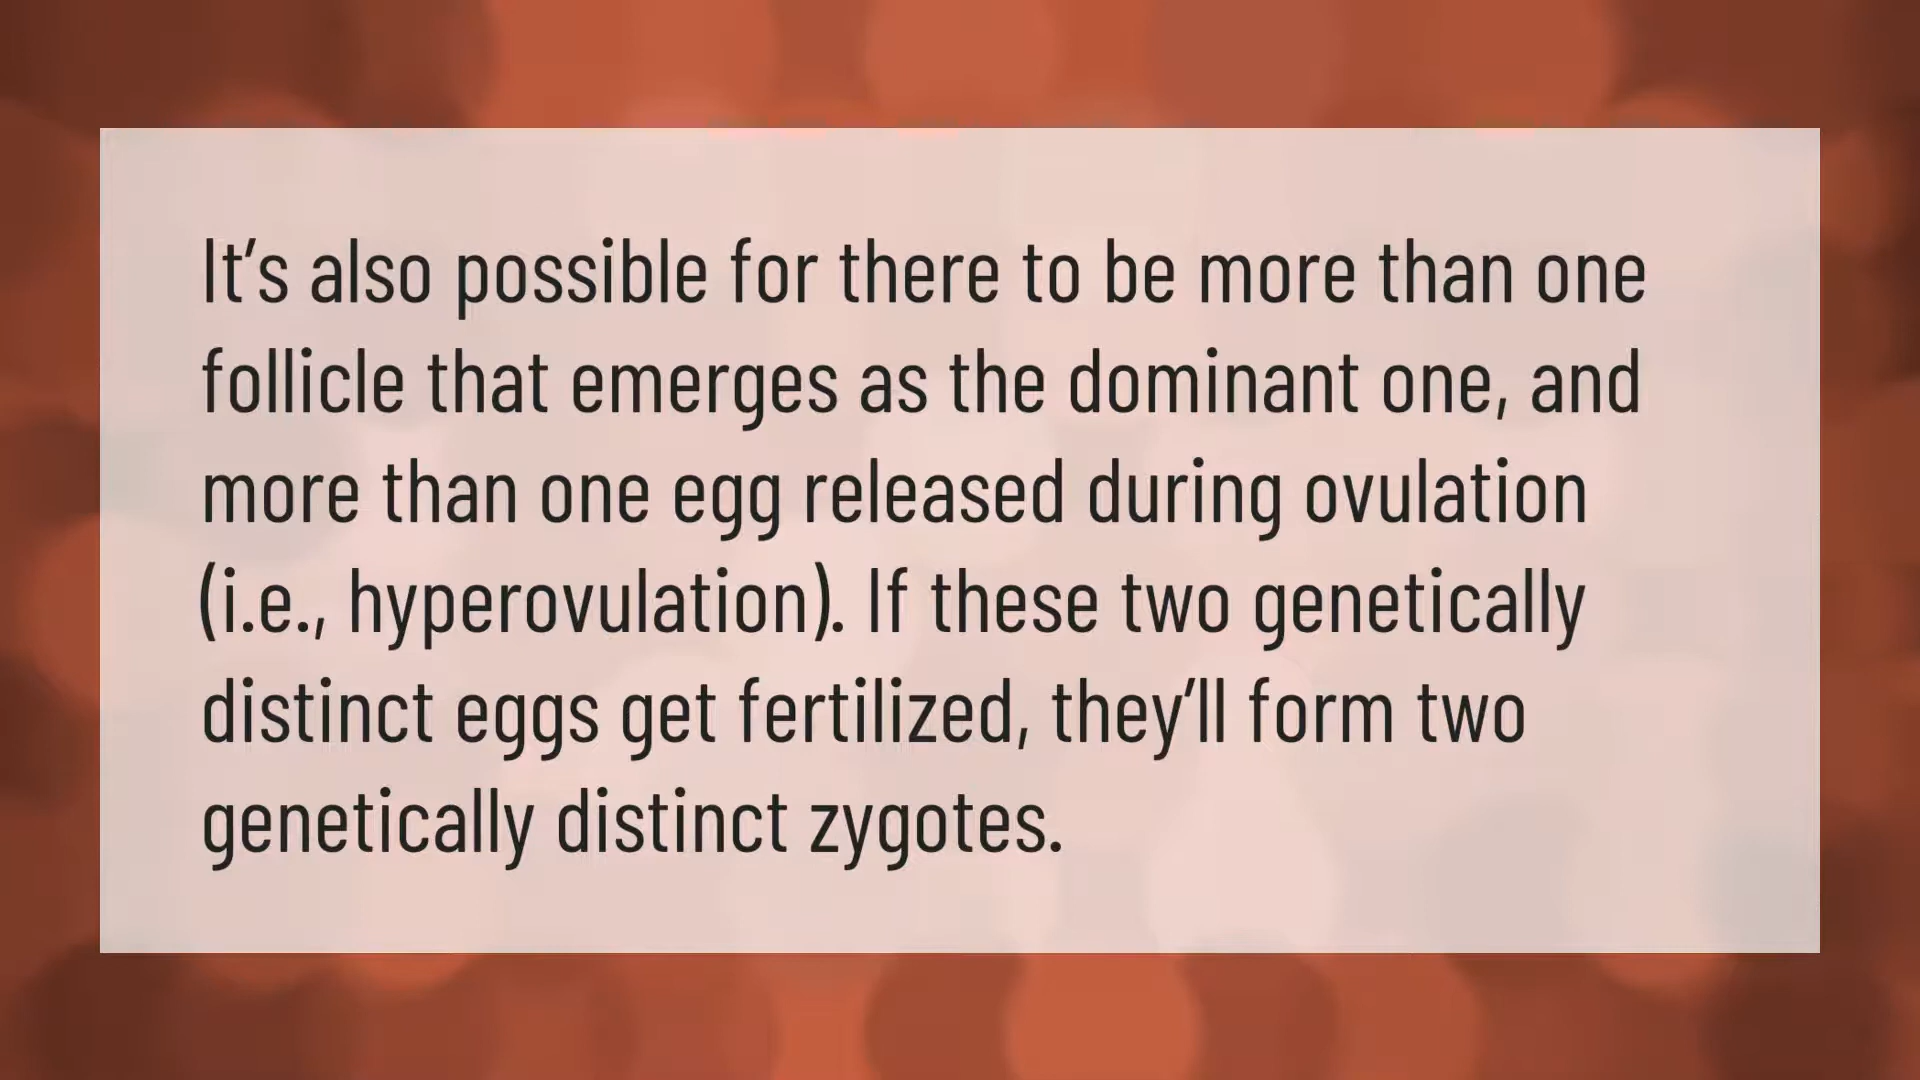 It’s also possible for there to be more than one
follicle that emerges as the dominant one, and
more than one egg released during ovulation
(i.e., hyperovulation). If these two genetically
distinct eggs get fertilized, they’ll form two
genetically distinct zygotes.